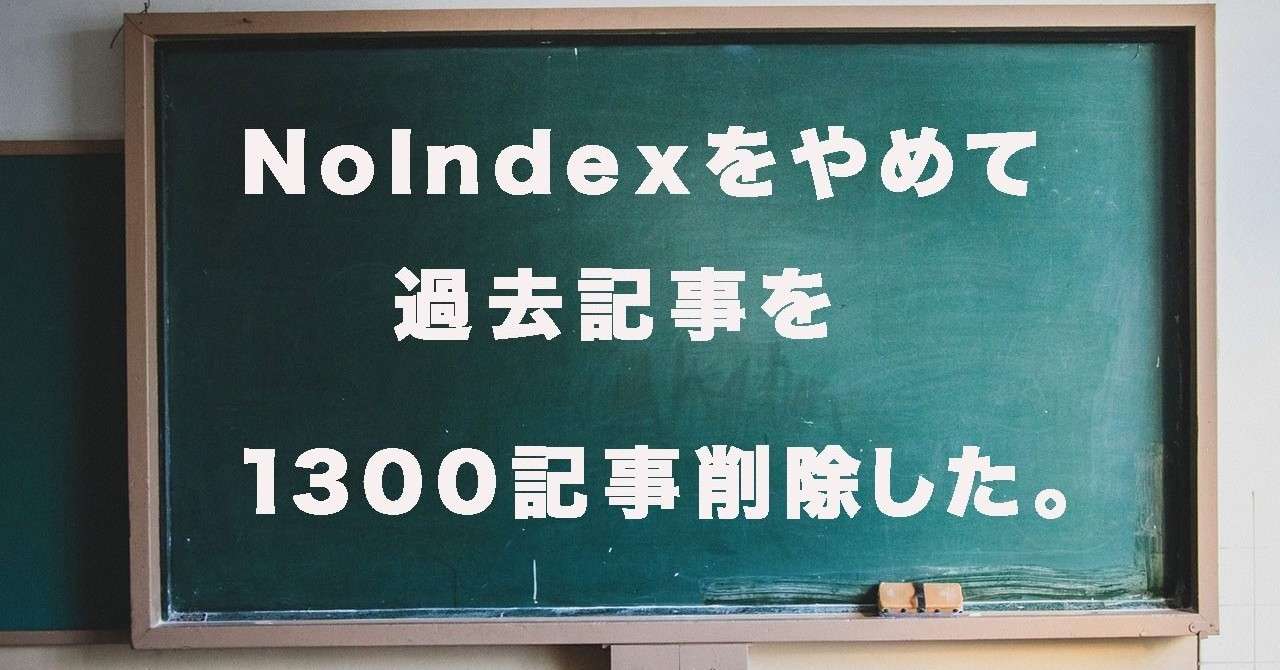 NoIndexをやめて
過去記事を
1300記事削除した。